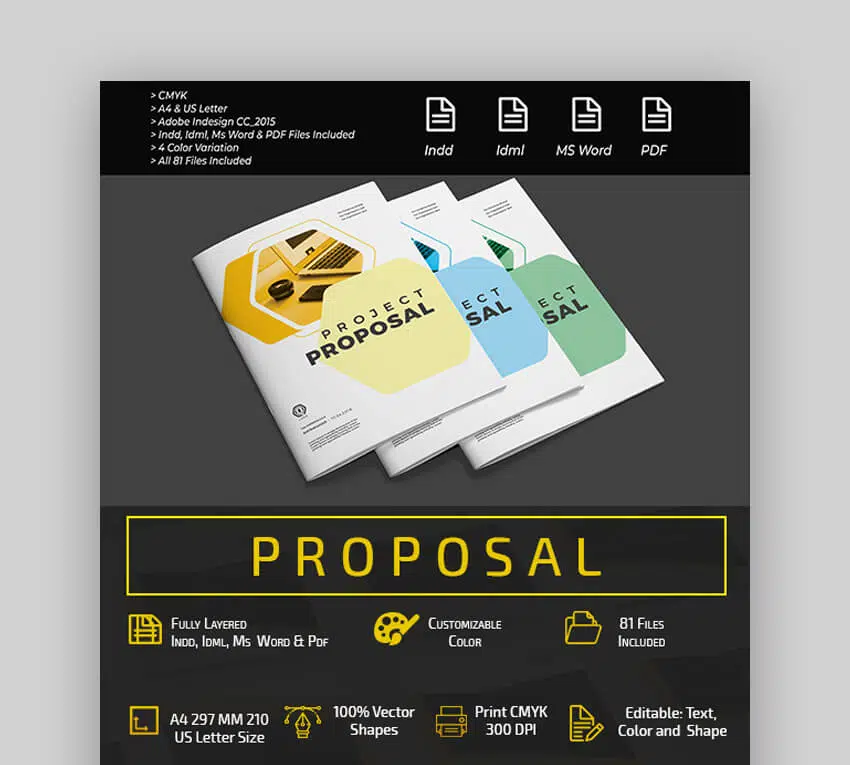 > CMYK
> A4 & US Letter
> Adobe Indesign CC_2015
> Indd, Idml, Ms Word & PDF Files Included
> 4 Color Variation
> All 81 Files Included
Indd
Idml
MS Word
PDF
PROJECT
PROPOSAL
ECT
SAL
ECT
SAL
PROPOSAL
Fully Layered
Indd, Idml, Ms Word & Pdf
Customizable
Color
81 Files
Included
A4 297 MM 210
US Letter Size
100% Vector
Shapes
Print CMYK
300 DPI
Editable: Text,
Color and Shape